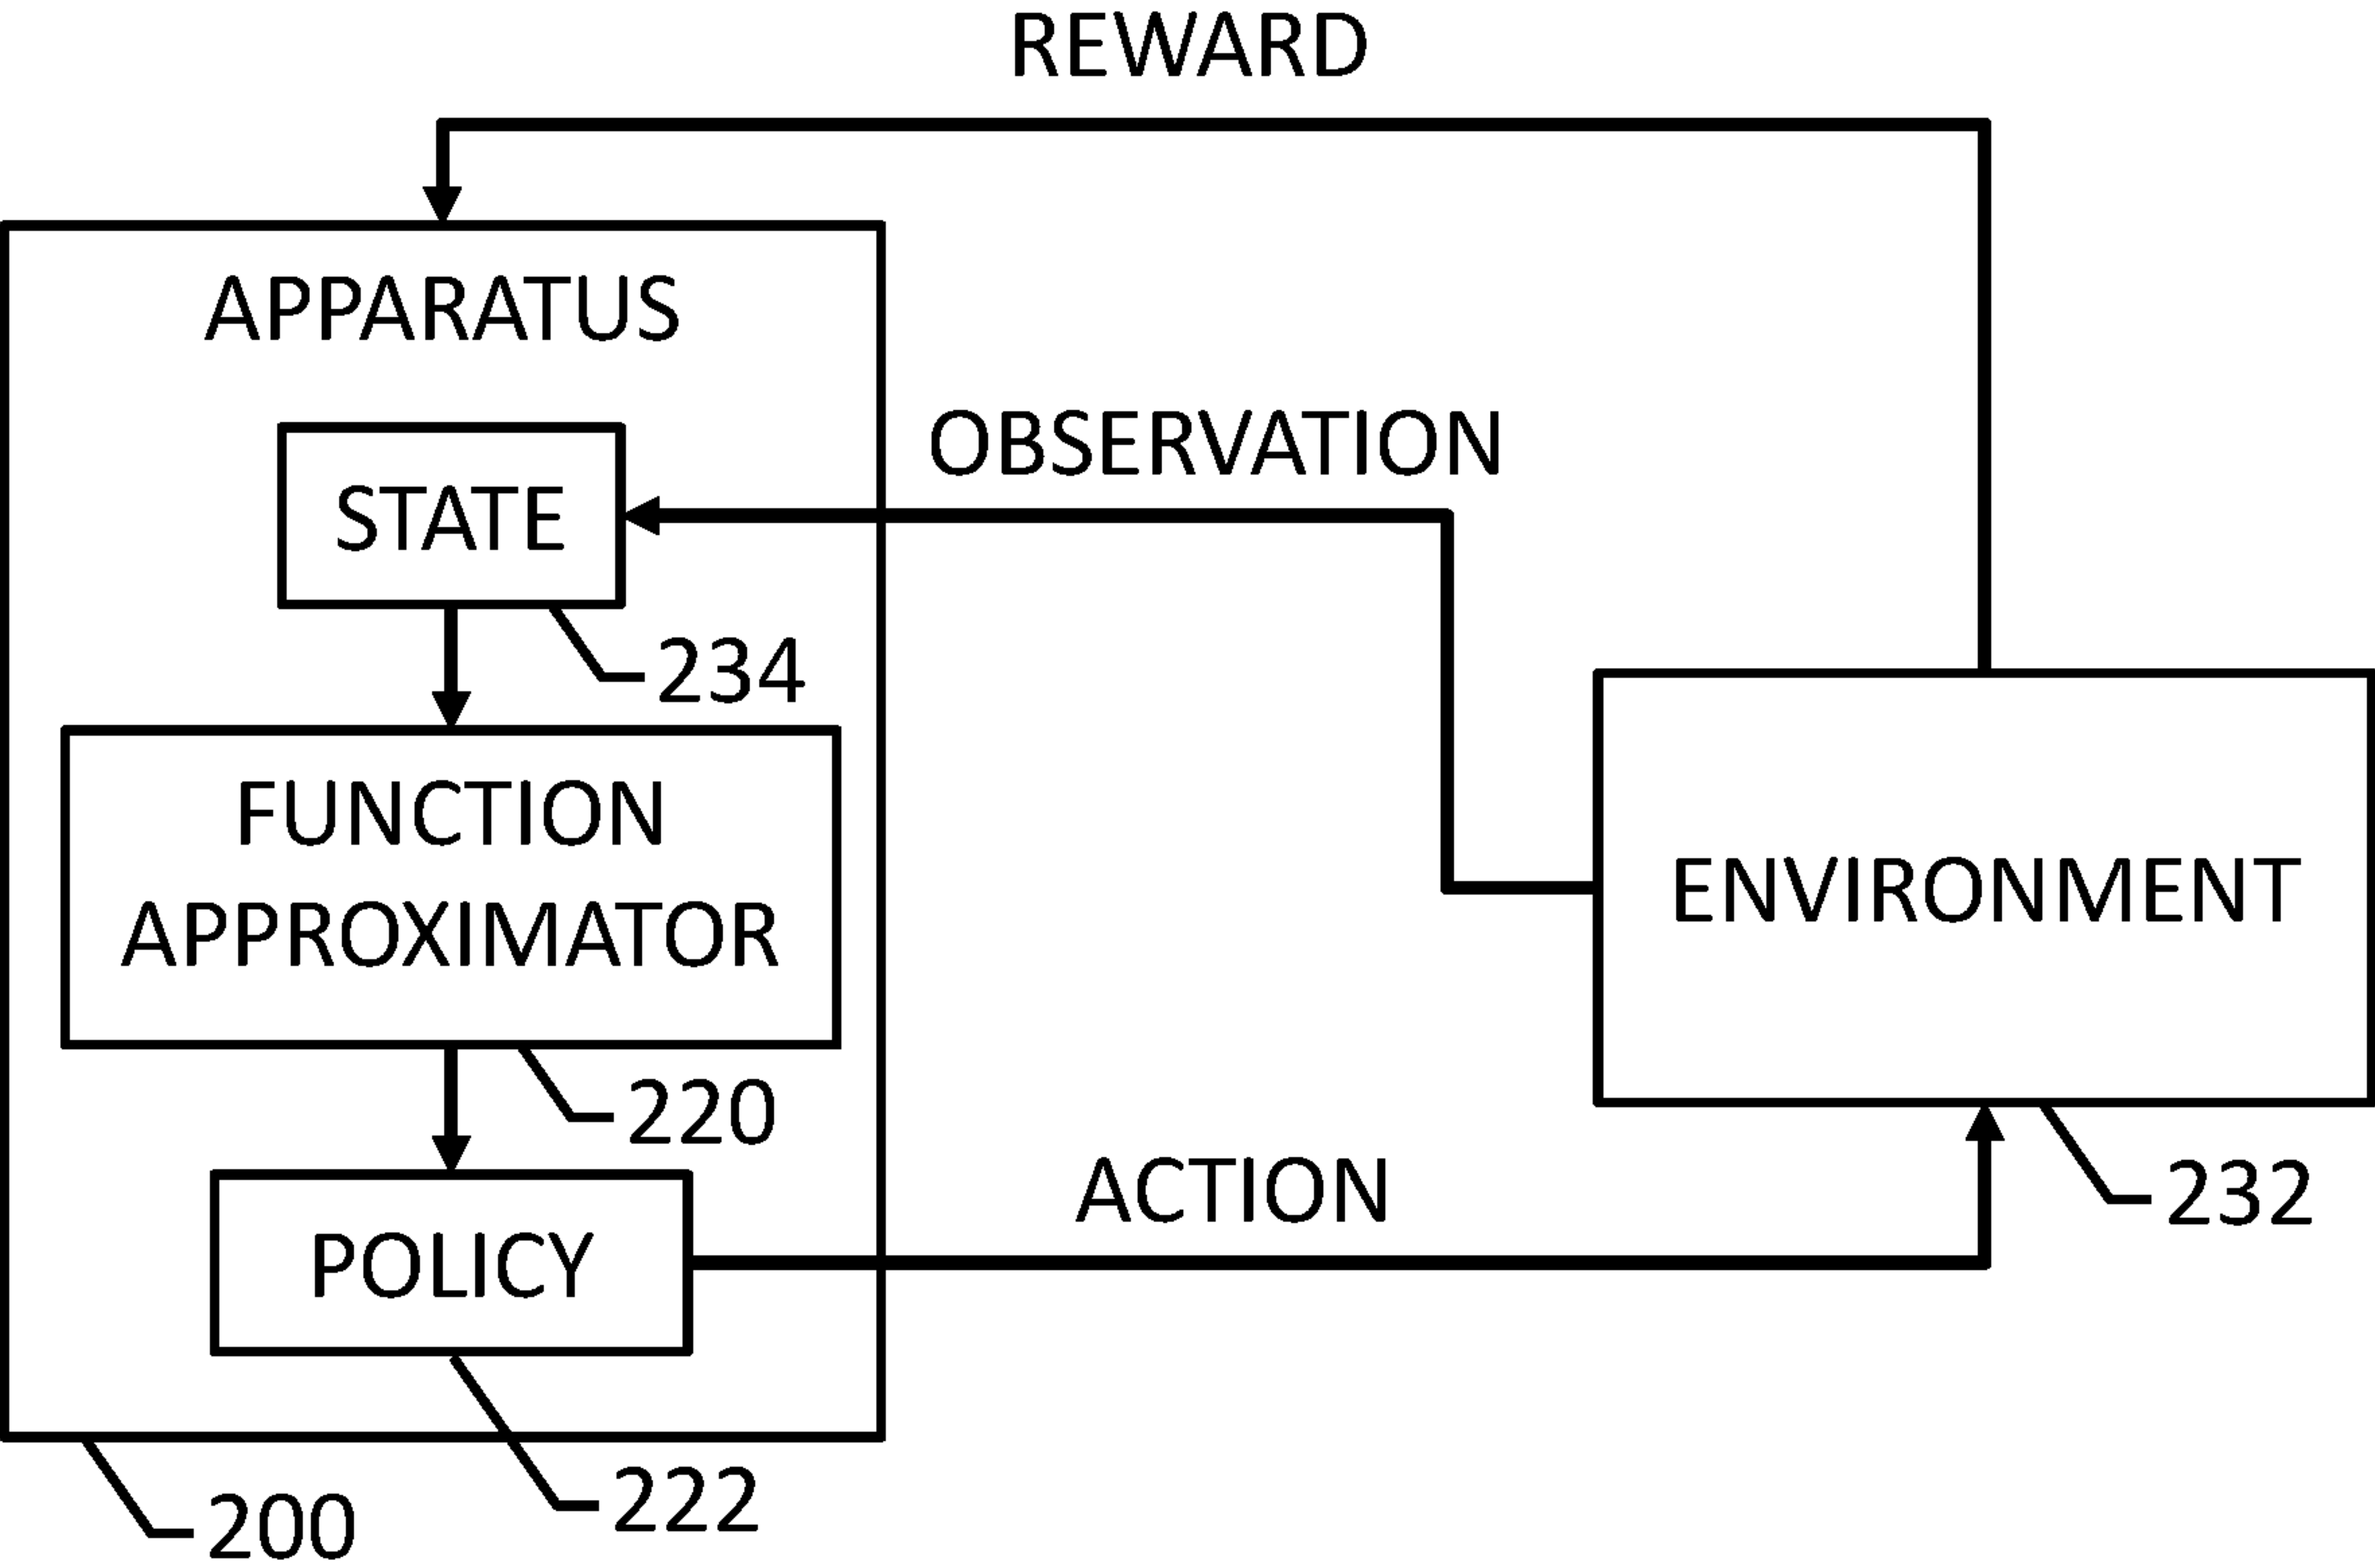 REWARD
APPARATUS
OBSERVATION
STATE
234
FUNCTION
APPROXIMATOR
ENVIRONMENT
220
ACTION
232
POLICY
222
200